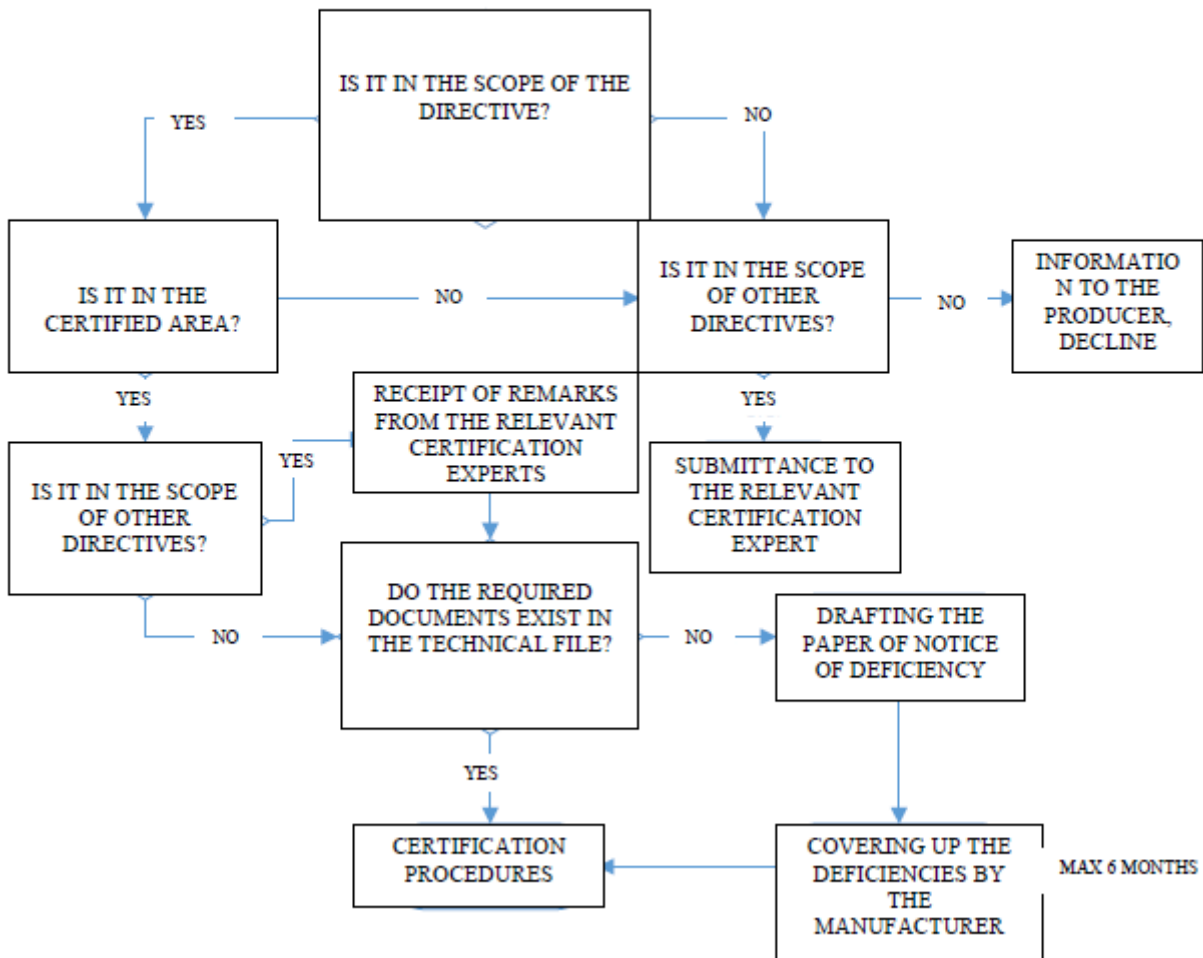 IS IT IN THE SCOPE OF THE
DIRECTIVE?
YES
NO
IS IT IN THE
CERTIFIED AREA?
NO
IS IT IN THE SCOPE
OF OTHER
DIRECTIVES?
NO
INFORMATIO
N TO THE
PRODUCER,
DECLINE
YES
RECEIPT OF REMARKS
FROM THE RELEVANT
CERTIFICATION
EXPERTS
YES
IS IT IN THE SCOPE
OF OTHER
DIRECTIVES?
YES
SUBMITTANCE TO
THE RELEVANT
CERTIFICATION
EXPERT
NO
DO THE REQUIRED
DOCUMENTS EXIST IN
THE TECHNICAL FILE?
NO
DRAFTING THE
PAPER OF NOTICE
OF DEFICIENCY
YES
CERTIFICATION
PROCEDURES
COVERING UP THE
DEFICIENCIES BY
THE
MANUFACTURER
MAX 6 MONTHS